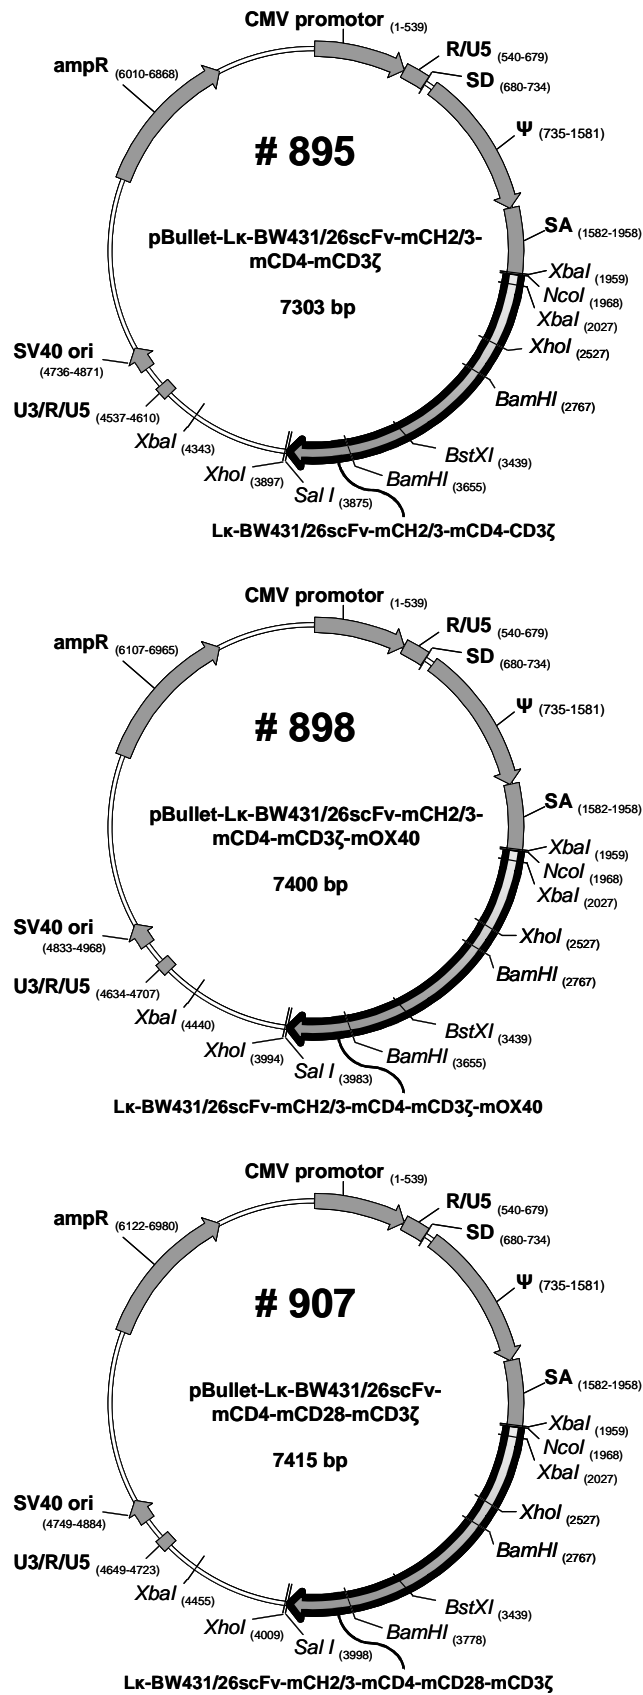 CMV promotor (1-539)
R/U5 (540-679)
SD (680-734)
ampR (6010-6868)
Ψ (735-1581)
# 895
pBullet-Lκ-BW431/26scFv-mCH2/3-
mCD4-mCD3ζ
7303 bp
SA (1582-1958)
XbaI (1959)
NcoI (1968)
XbaI (2027)
XhoI (2527)
SV40 ori
(4736-4871)
BamHI (2767)
U3/R/U5 (4537-4610)
XbaI (4343)
BstXI (3439)
XhoI (3897)
BamHI (3655)
Sal I (3875)
Lκ-BW431/26scFv-mCH2/3-mCD4-CD3ζ
CMV promotor (1-539)
R/U5 (540-679)
SD (680-734)
ampR (6107-6965)
Ψ (735-1581)
# 898
pBullet-Lκ-BW431/26scFv-mCH2/3-
mCD4-mCD3ζ-mOX40
7400 bp
SA (1582-1958)
XbaI (1959)
NcoI (1968)
XbaI (2027)
XhoI (2527)
SV40 ori
(4833-4968)
BamHI (2767)
U3/R/U5 (4634-4707)
XbaI (4440)
BstXI (3439)
XhoI (3994)
BamHI (3655)
Sal I (3983)
Lκ-BW431/26scFv-mCH2/3-mCD4-mCD3ζ-mOX40
CMV promotor (1-539)
R/U5 (540-679)
SD (680-734)
ampR (6122-6980)
Ψ (735-1581)
# 907
pBullet-Lκ-BW431/26scFv-
mCD4-mCD28-mCD3ζ
7415 bp
SA (1582-1958)
XbaI (1959)
NcoI (1968)
XbaI (2027)
XhoI (2527)
SV40 ori
(4749-4884)
BamHI (2767)
U3/R/U5 (4649-4723)
XbaI (4455)
BstXI (3439)
XhoI (4009)
BamHI (3778)
Sal I (3998)
Lκ-BW431/26scFv-mCH2/3-mCD4-mCD28-mCD3ζ